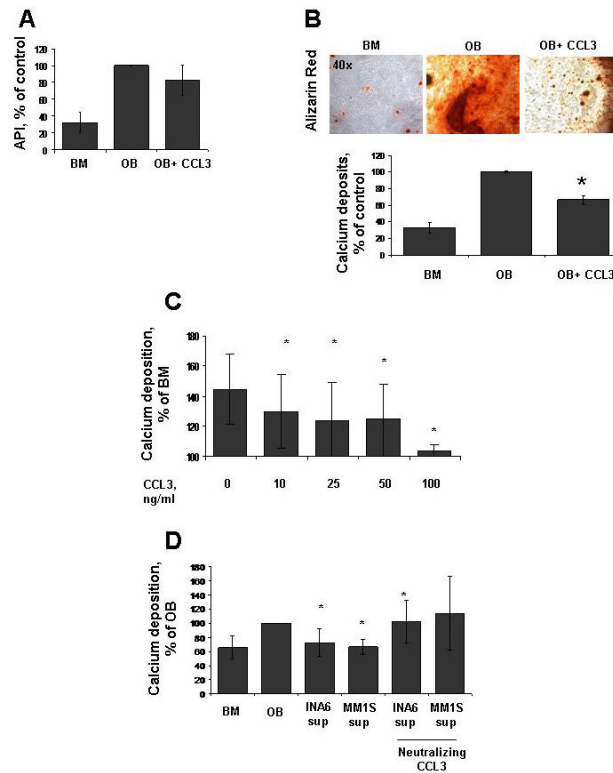 A
API, % of control
120
100
80
60
40
20
0
BM OB OB+ CCL3
B
BM OB OB+ CCL3
Alizarin Red
40x
Calcium deposits,
% of control
120
100
80
60
40
20
0
*
BM OB OB+ CCL3
C
Calcium deposition,
% of BM
180
160
140
120
100
* * * *
CCL3,
ng/ml
0 10 25 50 100
D
Calcium deposition,
% of OB
180
160
140
120
100
80
60
40
20
0
* * *
BM OB INA6 MM1S INA6 MM1S
sup sup sup sup
Neutralizing
CCL3